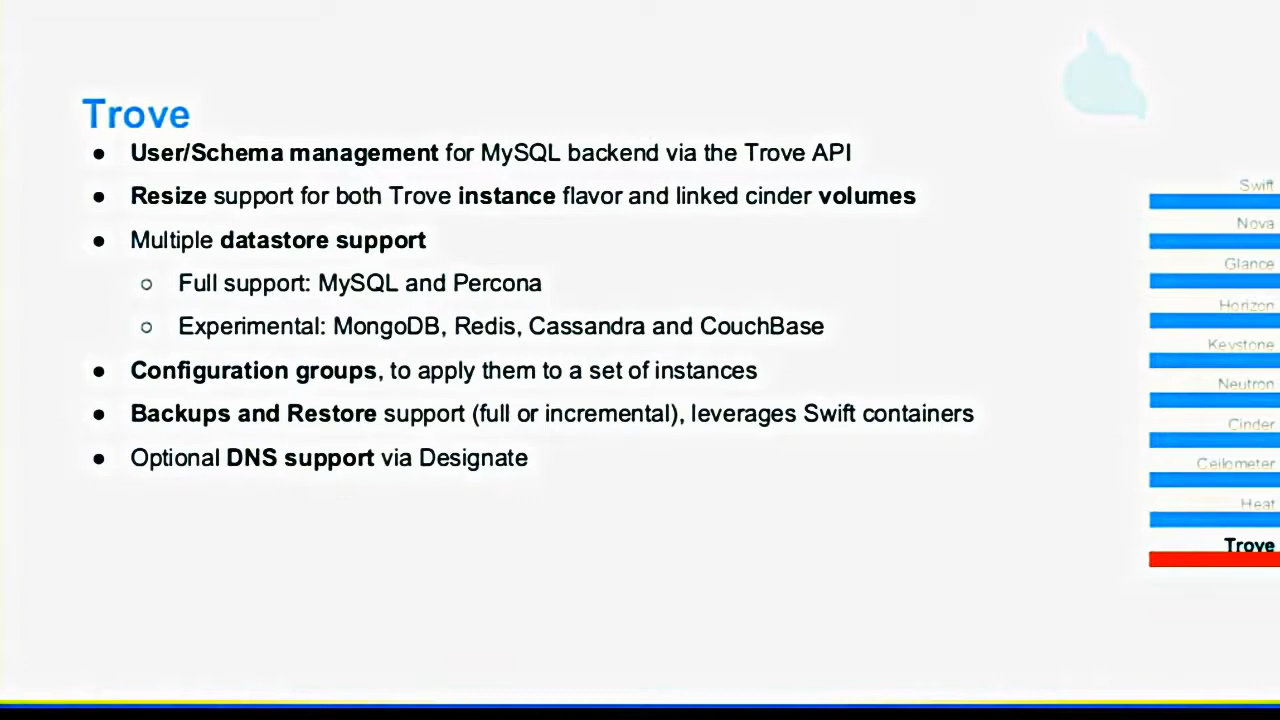 Trove
● User/Schema management for MySQL backend via the Trove API
● Resize support for both Trove instance flavor and linked cinder volumes
● Multiple datastore support
○ Full support: MySQL and Percona
○ Experimental: MongoDB, Redis, Cassandra and CouchBase
● Configuration groups, to apply them to a set of instances
● Backups and Restore support (full or incremental), leverages Swift containers
● Optional DNS support via Designate
Swift
Nova
Glance
Horizon
Keystone
Neutron
Cinder
Ceilometer
Heat
Trove